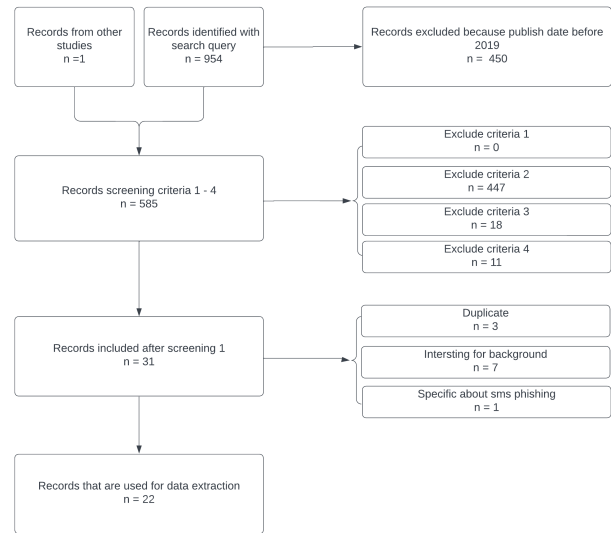 Records from other
studies
n =1
Records identified with
search query
n = 954
Records excluded because publish date before
2019
n = 450
Records screening criteria 1 - 4
n = 585
Exclude criteria 1
n = 0
Exclude criteria 2
n = 447
Exclude criteria 3
n = 18
Exclude criteria 4
n = 11
Records included after screening 1
n = 31
Duplicate
n = 3
Intersting for background
n = 7
Specific about sms phishing
n = 1
Records that are used for data extraction
n = 22